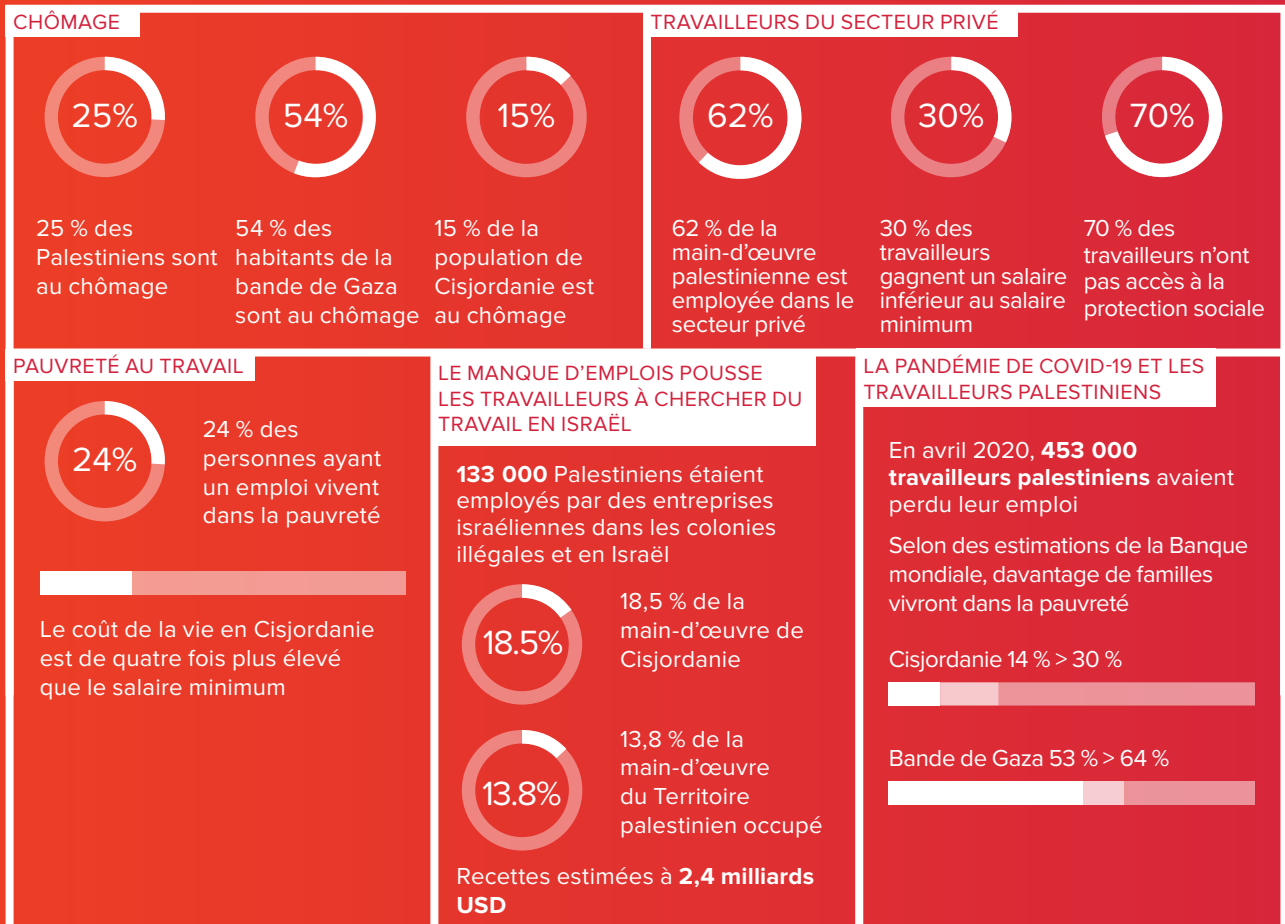 CHÔMAGE
25%
54%
15%
25 % des
Palestiniens sont
au chômage
54 % des
habitants de la
bande de Gaza
sont au chômage
15 % de la
population de
Cisjordanie est
au chômage
TRAVAILLEURS DU SECTEUR PRIVÉ
62%
30%
70%
62 % de la
main-d’œuvre
palestinienne est
employée dans le
secteur privé
30 % des
travailleurs
gagnent un salaire
inférieur au salaire
minimum
70 % des
travailleurs n’ont
pas accès à la
protection sociale
PAUVRETÉ AU TRAVAIL
24%
24 % des
personnes ayant
un emploi vivent
dans la pauvreté
Le coût de la vie en Cisjordanie
est de quatre fois plus élevé
que le salaire minimum
LE MANQUE D’EMPLOIS POUSSE
LES TRAVAILLEURS À CHERCHER DU
TRAVAIL EN ISRAËL
133 000 Palestiniens étaient
employés par des entreprises
israéliennes dans les colonies
illégales et en Israël
18.5%
18,5 % de la
main-d’œuvre de
Cisjordanie
13.8%
13,8 % de la
main-d’œuvre
du Territoire
palestinien occupé
Recettes estimées à 2,4 milliards
USD
LA PANDÉMIE DE COVID-19 ET LES
TRAVAILLEURS PALESTINIENS
En avril 2020, 453 000
travailleurs palestiniens avaient
perdu leur emploi
Selon des estimations de la Banque
mondiale, davantage de familles
vivront dans la pauvreté
Cisjordanie 14 % > 30 %
Bande de Gaza 53 % > 64 %